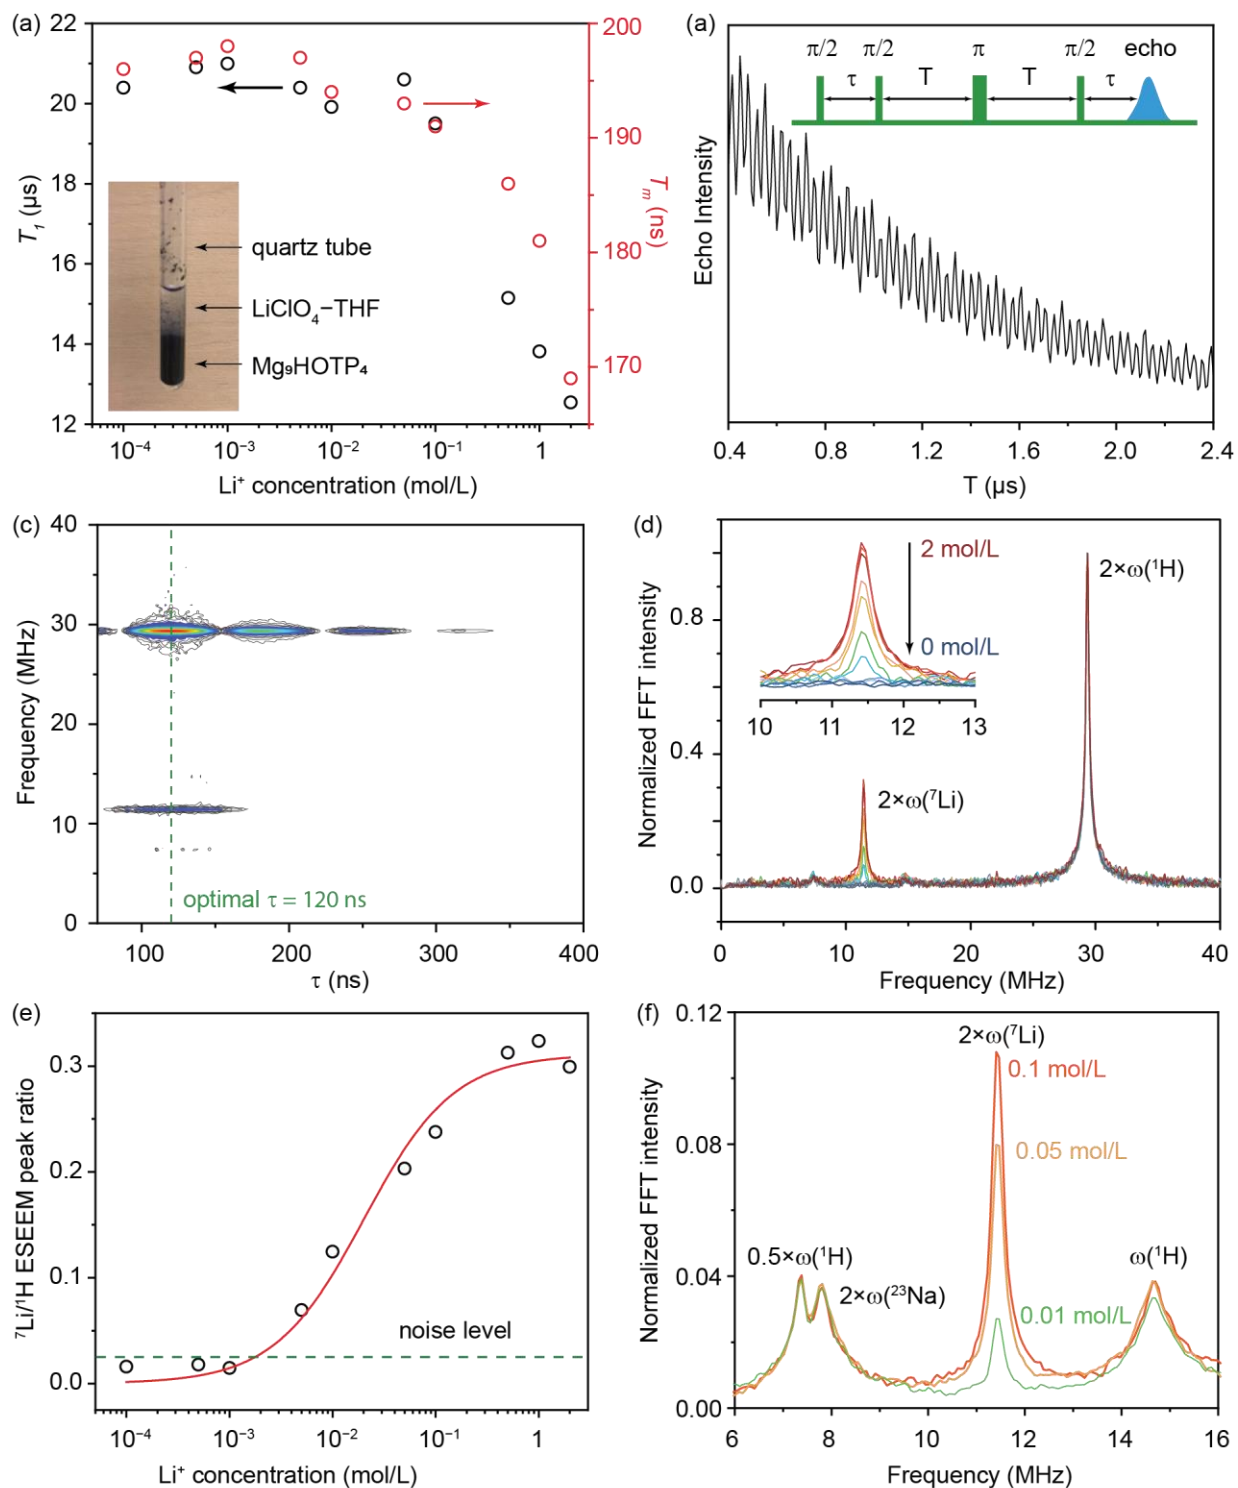 (a)
22
20
18
16
14
12
T₁ (μs)
200
190
180
170
Tₘ (ns)
quartz tube
LiClO₄−THF
Mg₉HOTP₄
10⁻⁴ 10⁻³ 10⁻² 10⁻¹ 1
Li⁺ concentration (mol/L)
(a)
π/2 π/2 π π/2 echo
τ T T τ
Echo Intensity
0.4 0.8 1.2 1.6 2.0 2.4
T (μs)
(c)
40
30
20
10
0
Frequency (MHz)
optimal τ = 120 ns
100 200 300 400
τ (ns)
(d)
2 mol/L
0 mol/L
10 11 12 13
2×ω(¹H)
2×ω(⁷Li)
0.8
0.4
0.0
Normalized FFT intensity
0 10 20 30 40
Frequency (MHz)
(e)
0.3
0.2
0.1
0.0
⁷Li/¹H ESEEM peak ratio
noise level
10⁻⁴ 10⁻³ 10⁻² 10⁻¹ 1
Li⁺ concentration (mol/L)
(f)
0.12
0.08
0.04
0.00
Normalized FFT intensity
2×ω(⁷Li)
0.1 mol/L
0.05 mol/L
0.01 mol/L
0.5×ω(¹H)
2×ω(²³Na)
ω(¹H)
6 8 10 12 14 16
Frequency (MHz)